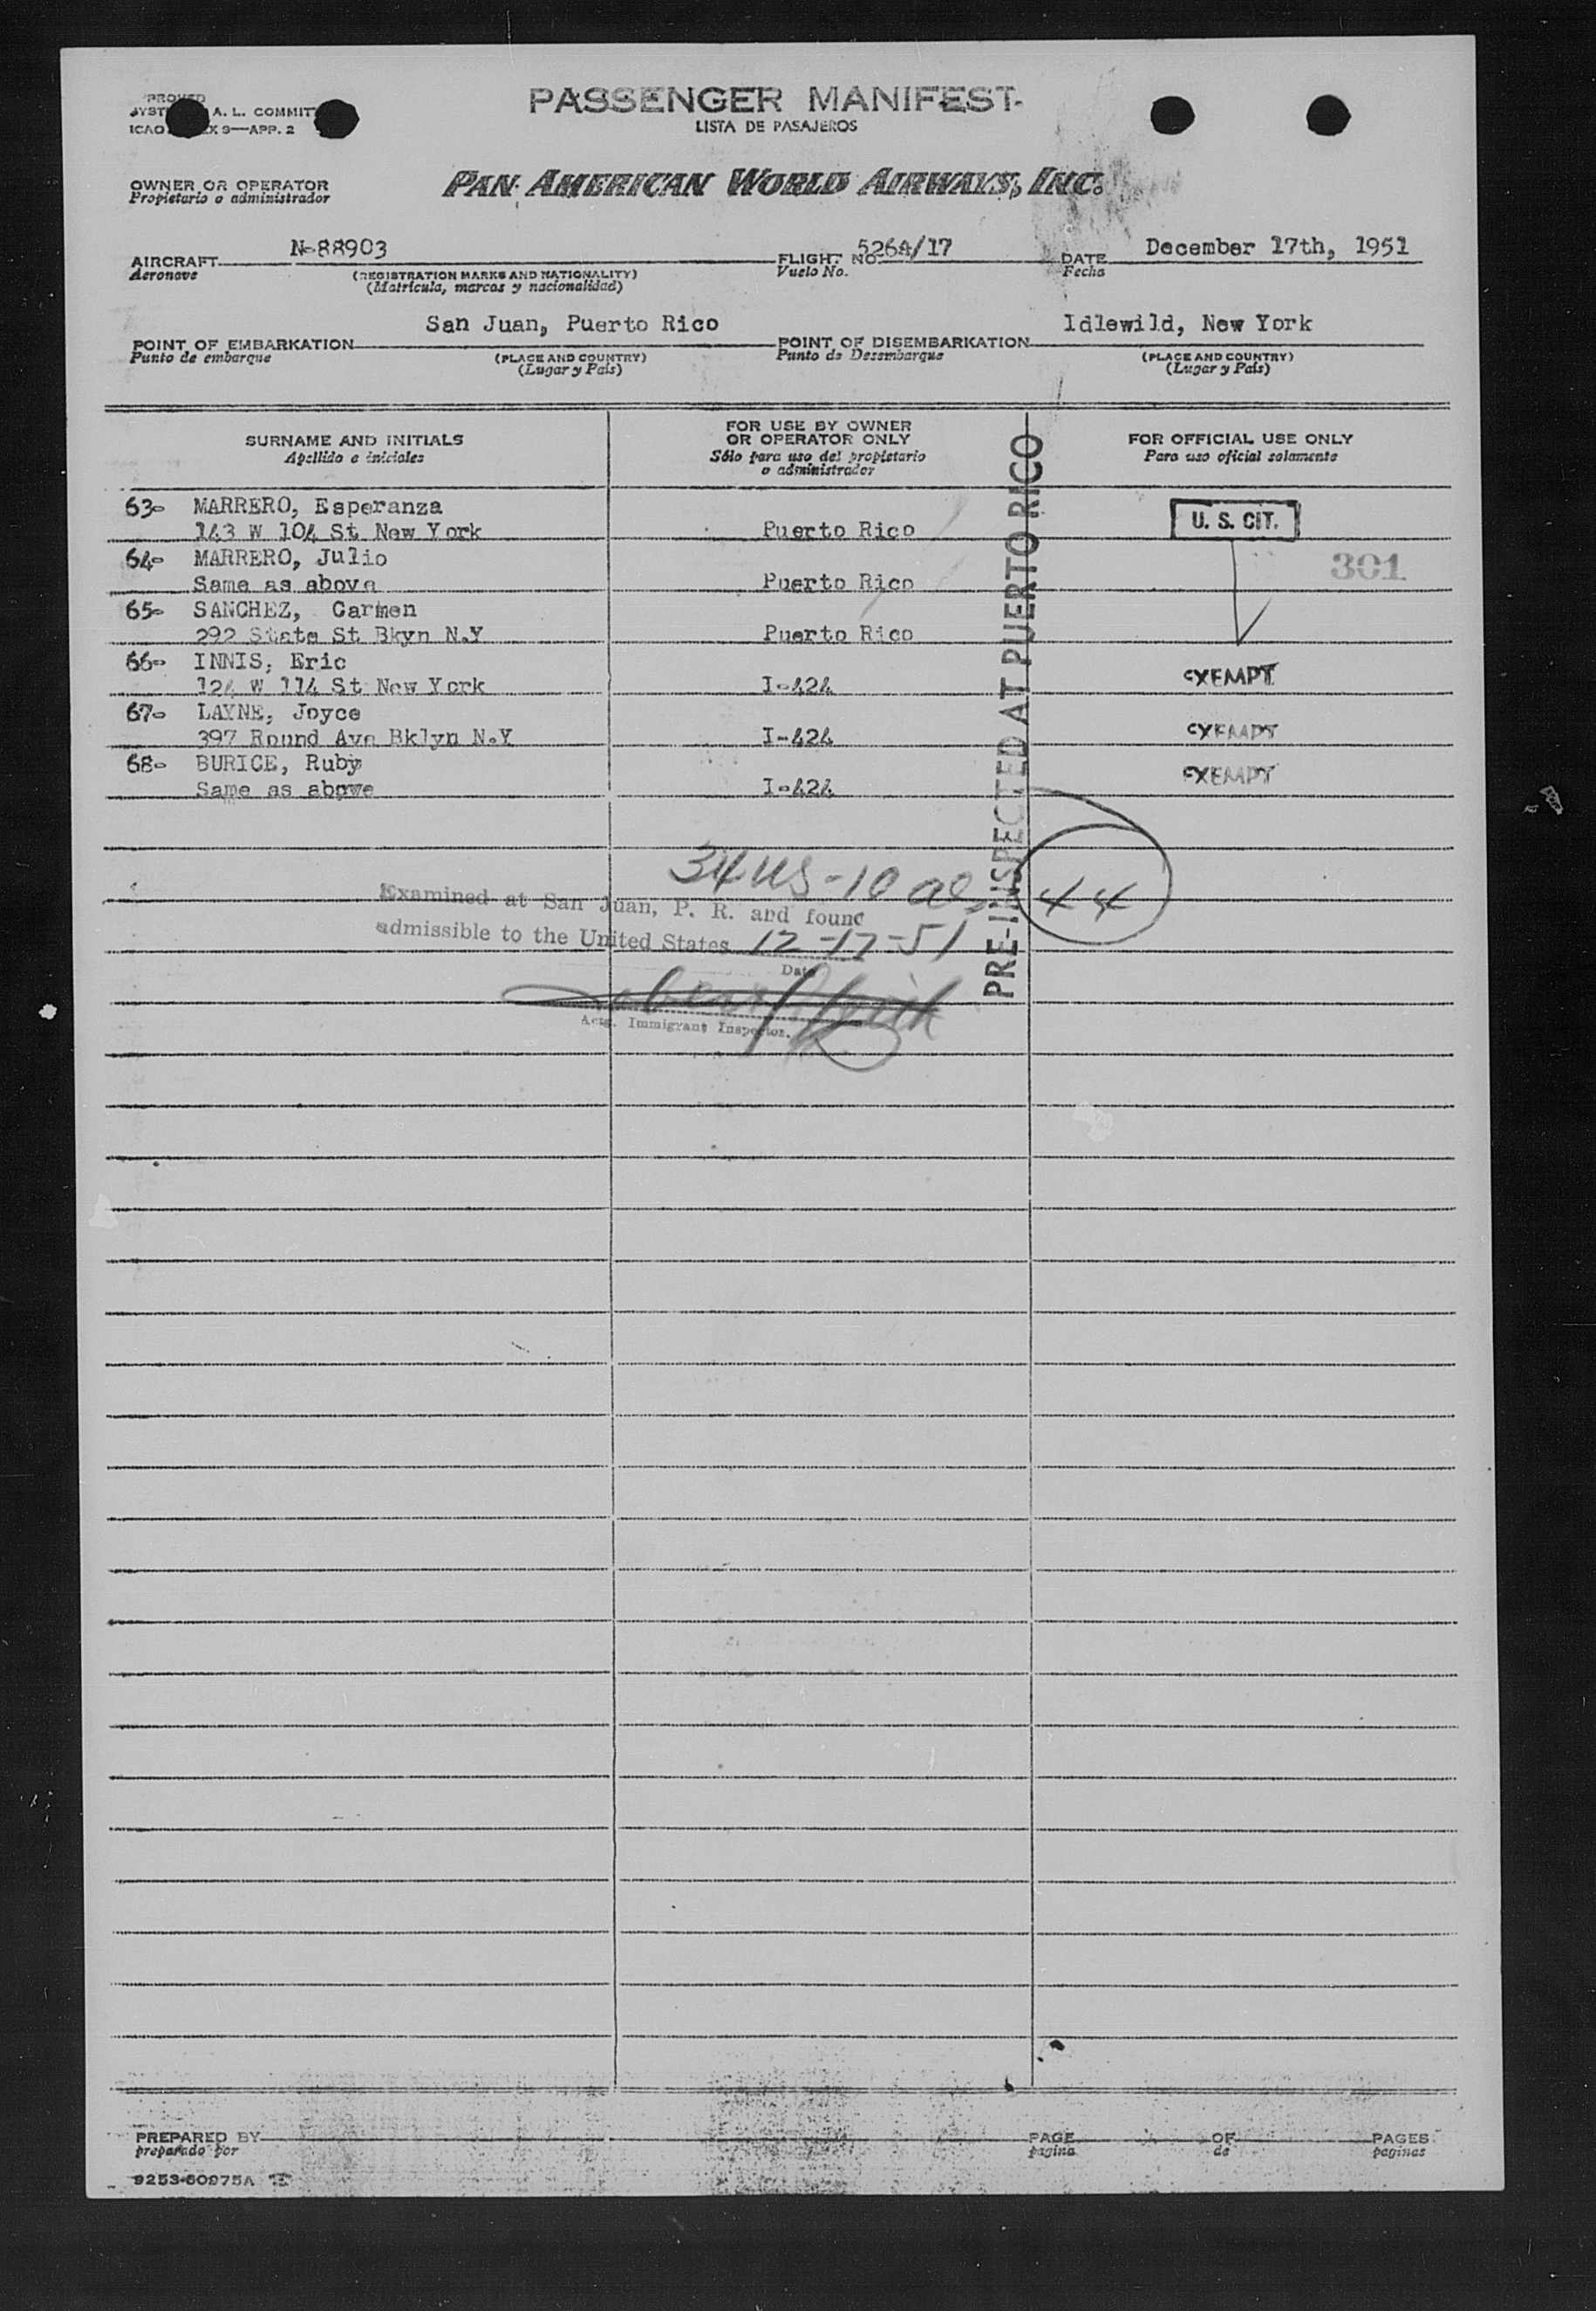 PASSENGER MANIFEST
LISTA DE PASAJEROS
A. L. COMMIT
ICAO X 9—APP. 2
OWNER OR OPERATOR
Propietario o administrador
PAN AMERICAN WORLD AIRWAYS, INC.
AIRCRAFT N-88903 FLIGHT NO. 526A/17 DATE December 17th, 1951
Aeronave (REGISTRATION MARKS AND NATIONALITY) Vuelo No. Fecha
(Matrícula, marcas y nacionalidad)
POINT OF EMBARKATION San Juan, Puerto Rico POINT OF DISEMBARKATION Idlewild, New York
Punto de embarque (PLACE AND COUNTRY) Punto de Desembarque (PLACE AND COUNTRY)
(Lugar y País) (Lugar y País)
SURNAME AND INITIALS FOR USE BY OWNER OR OPERATOR ONLY FOR OFFICIAL USE ONLY
Apellido e iniciales Sólo para uso del propietario o administrador Para uso oficial solamente
63- MARRERO, Esperanza
143 W 104 St New York Puerto Rico U. S. CIT.
64- MARRERO, Julio 301
Same as above Puerto Rico
65- SANCHEZ, Carmen
292 State St Bkyn N.Y Puerto Rico
66- INNIS, Eric
124 W 114 St New York I-424 EXEMPT
67- LAYNE, Joyce
397 Round Ave Bklyn N.Y I-424 EXEMPT
68- BURICE, Ruby
Same as above I-424 EXEMPT
PRE-INSPECTED AT PUERTO RICO
34 US - 10 al 44
Examined at San Juan, P. R. and found
admissible to the United States 12-17-51
Date
Actg. Immigrant Inspector.
PREPARED BY PAGE OF PAGES
preparado por pagina de paginas
9253-60975A